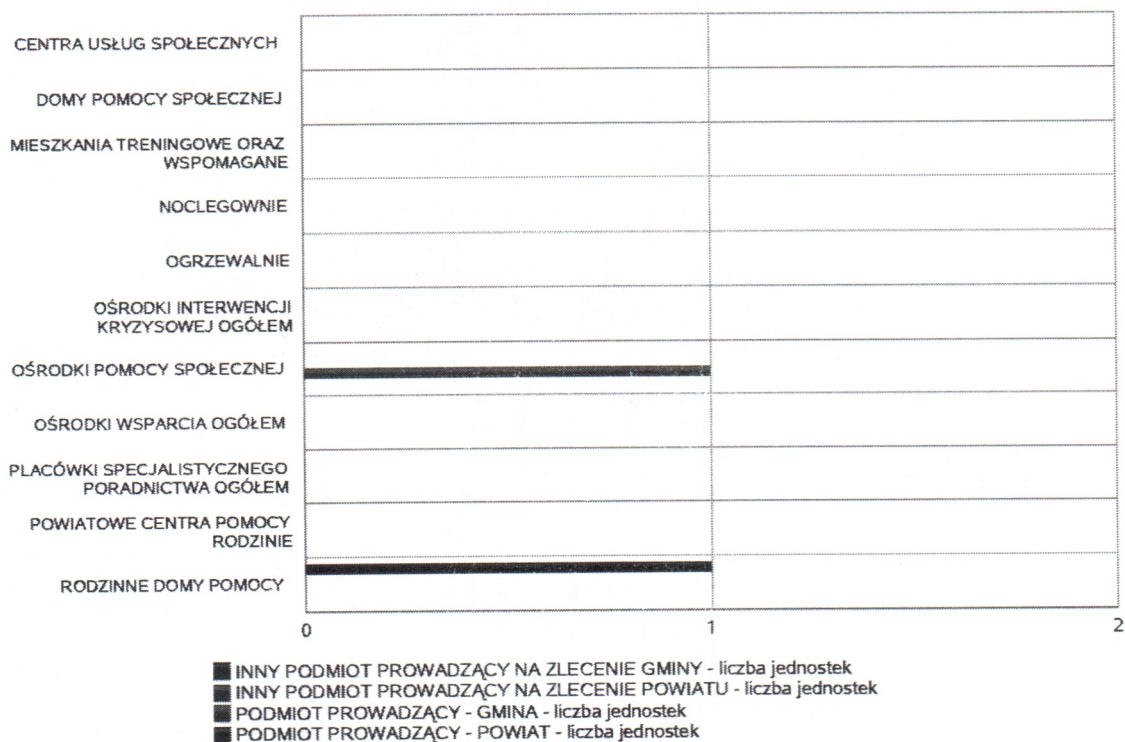 CENTRA USŁUG SPOŁECZNYCH
DOMY POMOCY SPOŁECZNEJ
MIESZKANIA TRENINGOWE ORAZ
WSPOMAGANE
NOCLEGOWNIE
OGRZEWALNIE
OŚRODKI INTERWENCJI
KRYZYSOWEJ OGÓŁEM
OŚRODKI POMOCY SPOŁECZNEJ
OŚRODKI WSPARCIA OGÓŁEM
PLACÓWKI SPECJALISTYCZNEGO
PORADNICTWA OGÓŁEM
POWIATOWE CENTRA POMOCY
RODZINIE
RODZINNE DOMY POMOCY
0 1 2
INNY PODMIOT PROWADZĄCY NA ZLECENIE GMINY - liczba jednostek
INNY PODMIOT PROWADZĄCY NA ZLECENIE POWIATU - liczba jednostek
PODMIOT PROWADZĄCY - GMINA - liczba jednostek
PODMIOT PROWADZĄCY - POWIAT - liczba jednostek